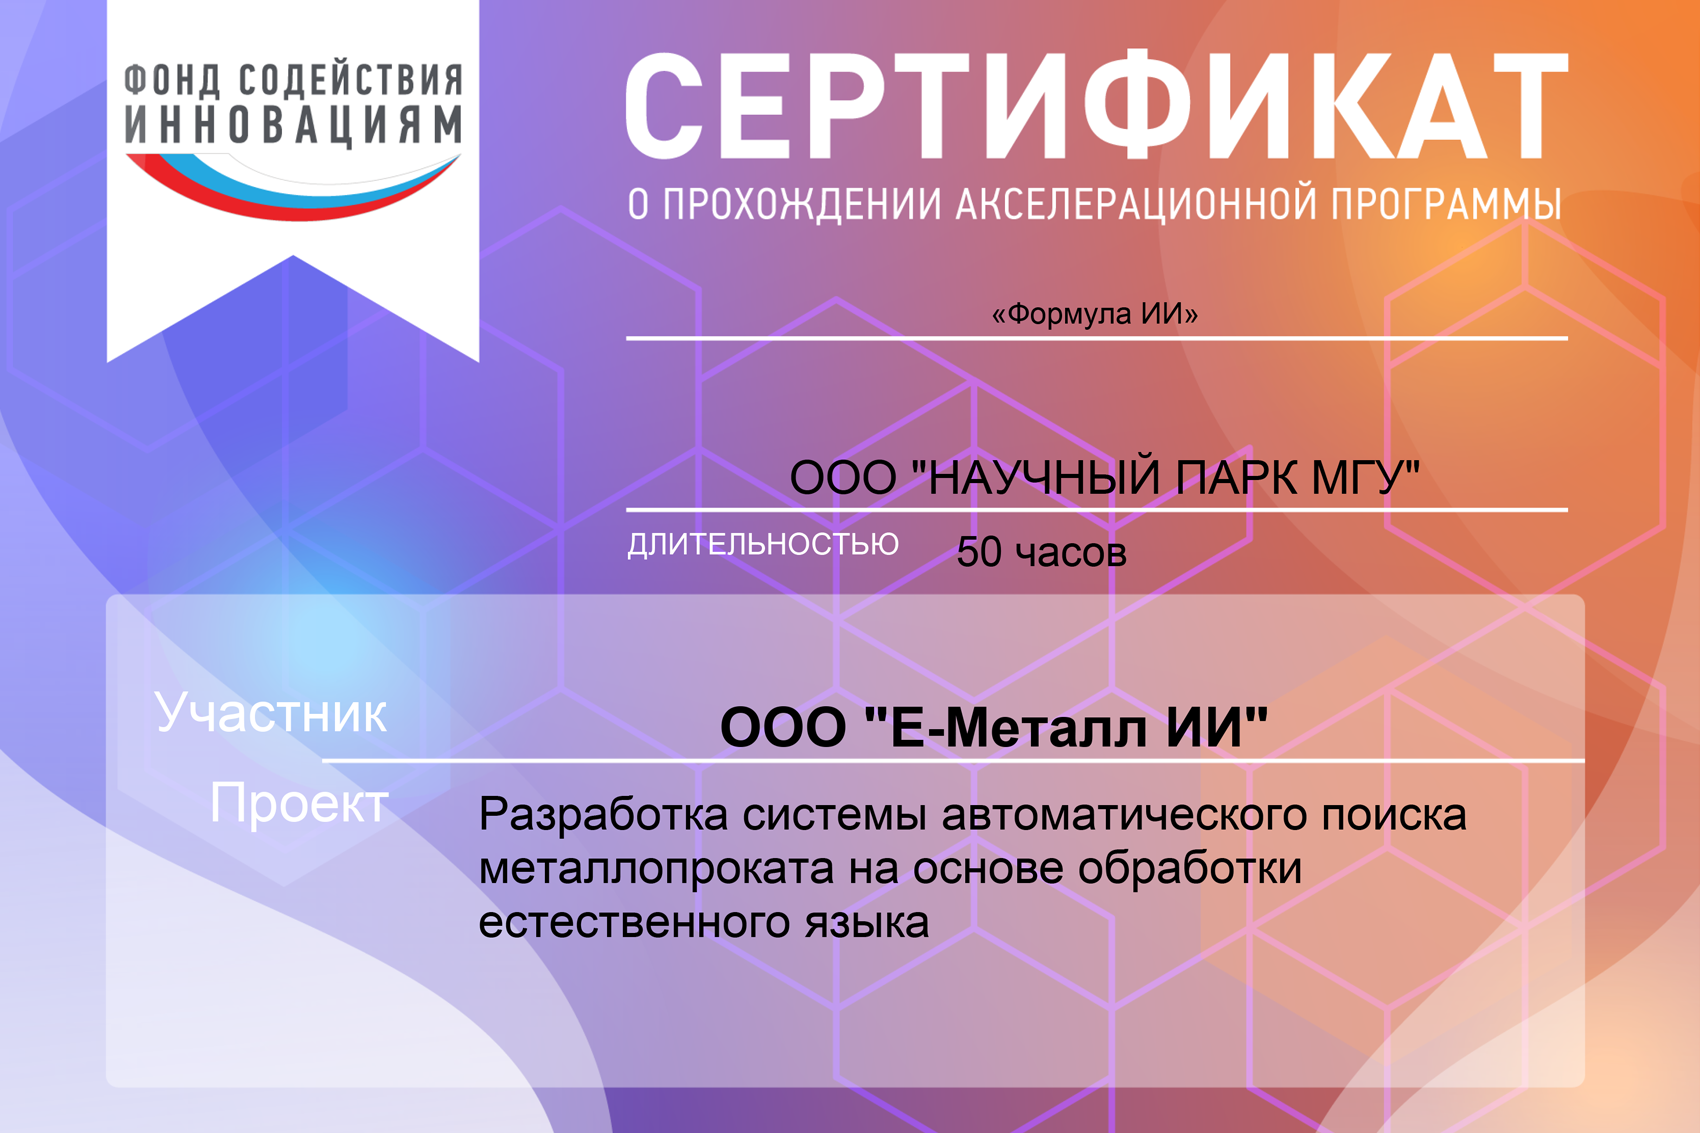 ФОНД СОДЕЙСТВИЯ
ИННОВАЦИЯМ
СЕРТИФИКАТ
О ПРОХОЖДЕНИИ АКСЕЛЕРАЦИОННОЙ ПРОГРАММЫ
«Формула ИИ»
ООО "НАУЧНЫЙ ПАРК МГУ"
ДЛИТЕЛЬНОСТЬЮ 50 часов
Участник ООО "Е-Металл ИИ"
Проект Разработка системы автоматического поиска
металлопроката на основе обработки
естественного языка